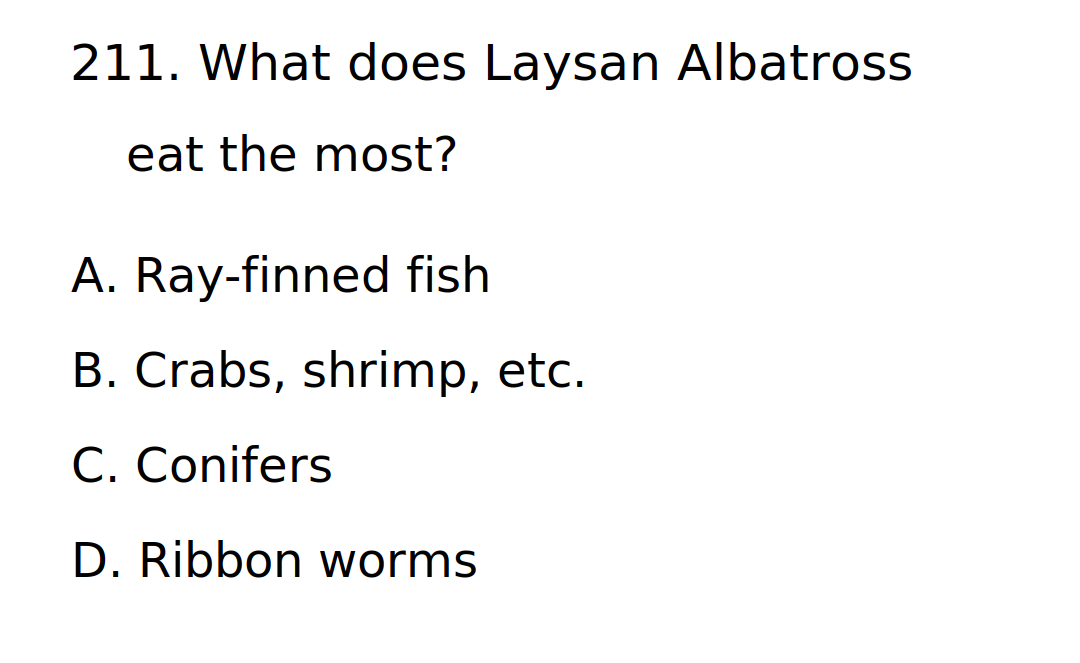 211. What does Laysan Albatross
eat the most?
A. Ray-finned fish
B. Crabs, shrimp, etc.
C. Conifers
D. Ribbon worms